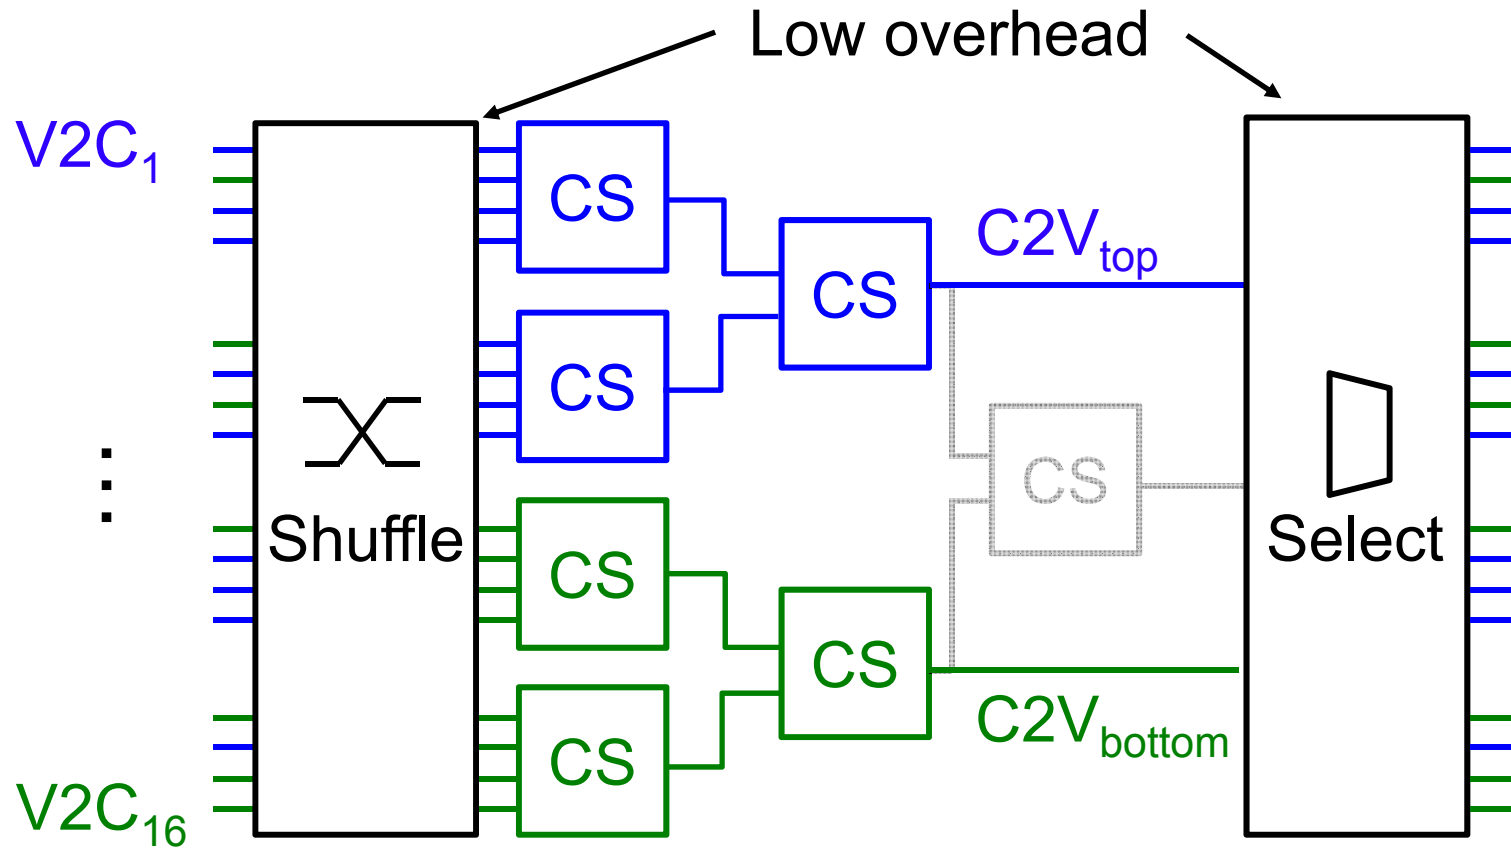 Low overhead
V2C1
CS
C2Vtop
CS
CS
CS
Shuffle
Select
CS
CS
C2Vbottom
CS
V2C16